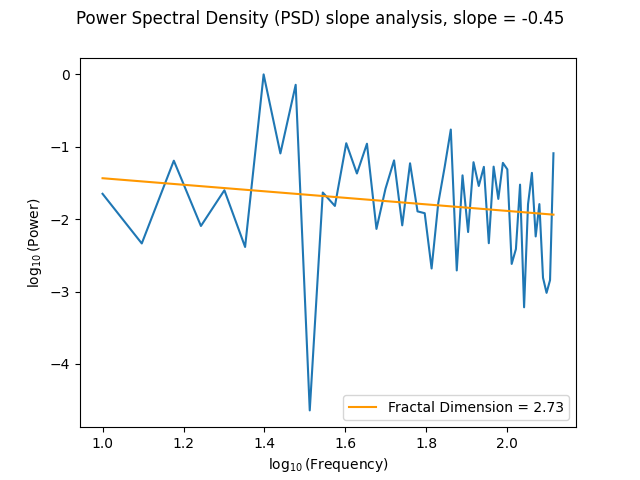 Power Spectral Density (PSD) slope analysis, slope = -0.45
0
−1
−2
−3
−4
log₁₀(Power)
1.0 1.2 1.4 1.6 1.8 2.0
log₁₀(Frequency)
Fractal Dimension = 2.73